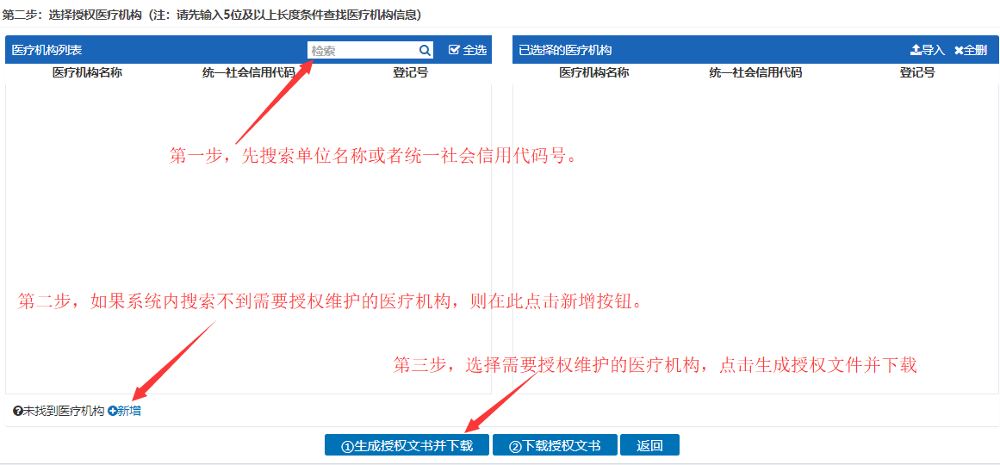 第二步：选择授权医疗机构（注：请先输入5位及以上长度条件查找医疗机构信息）
医疗机构列表 检索 全选 已选择的医疗机构 导入 全删
医疗机构名称 统一社会信用代码 登记号 医疗机构名称 统一社会信用代码 登记号
第一步，先搜索单位名称或者统一社会信用代码号。
第二步，如果系统内搜索不到需要授权维护的医疗机构，则在此点击新增按钮。
第三步，选择需要授权维护的医疗机构，点击生成授权文件并下载
未找到医疗机构 新增
①生成授权文书并下载 ②下载授权文书 返回